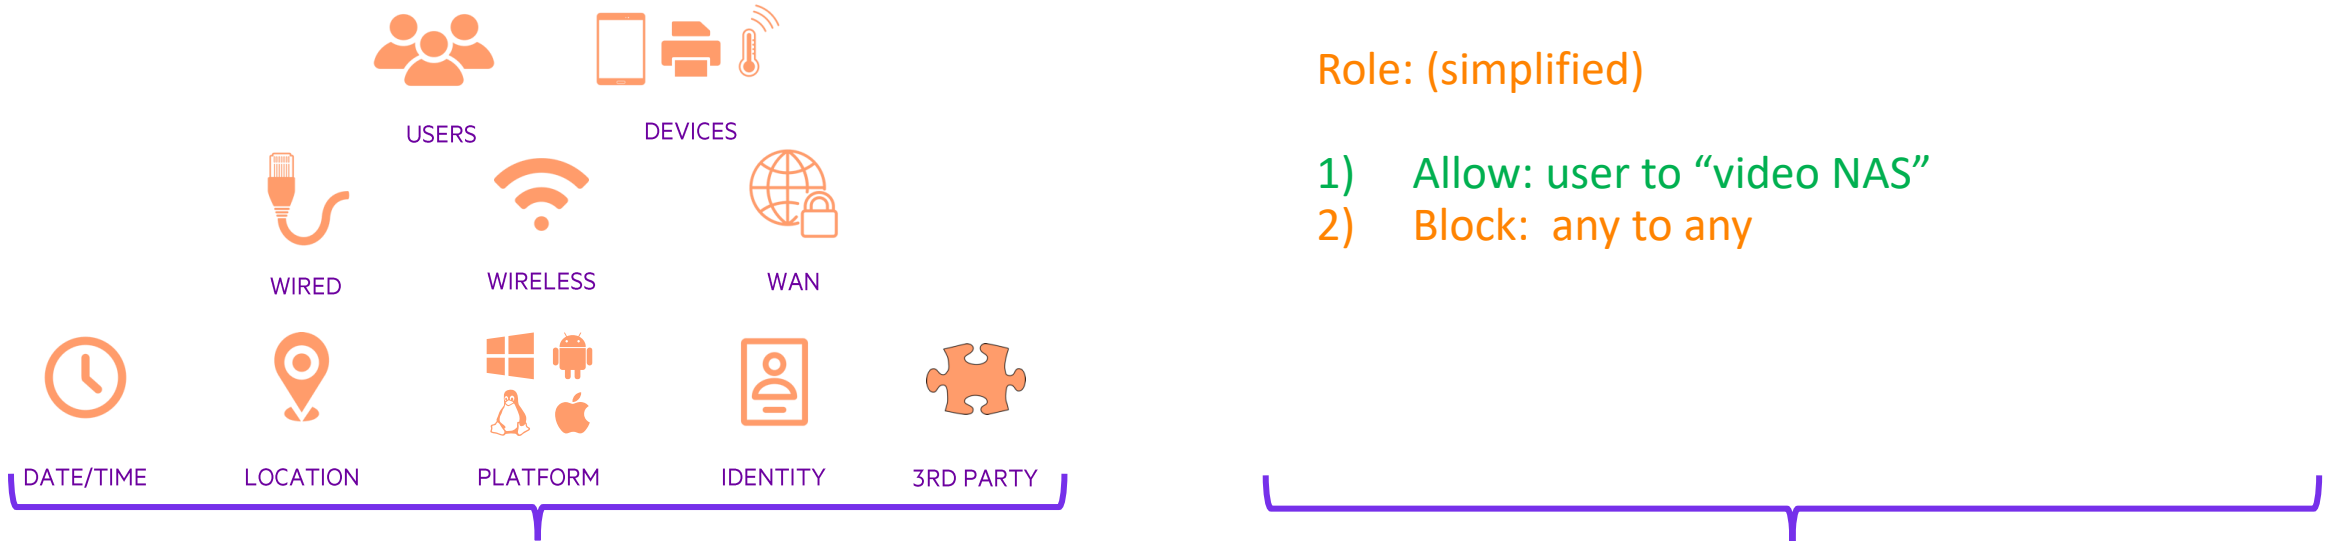 USERS
DEVICES
WIRED
WIRELESS
WAN
DATE/TIME
LOCATION
PLATFORM
IDENTITY
3RD PARTY
Role: (simplified)
1) Allow: user to “video NAS”
2) Block: any to any